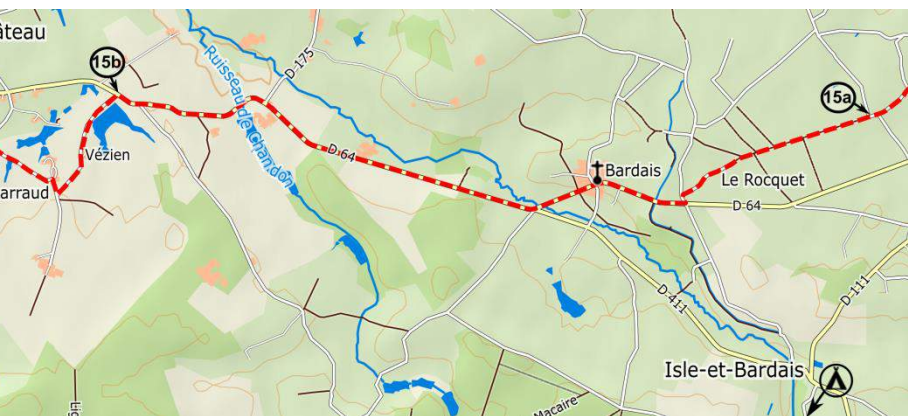 âteau
15b
D-175
Ruisseau de Chandon
15a
Vézien
D 64
Bardais
Le Rocquet
arraud
D-64
D-411
D-111
Isle-et-Bardais
Macaire
Lig